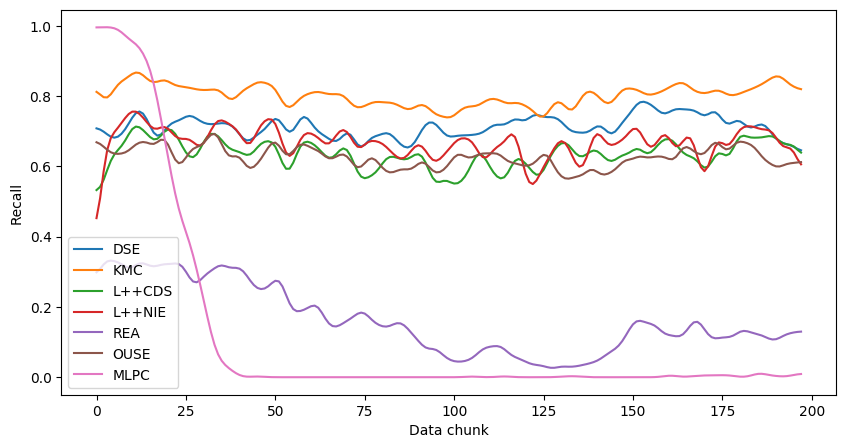 1.0
0.8
0.6
0.4
0.2
0.0
Recall
DSE
KMC
L++CDS
L++NIE
REA
OUSE
MLPC
0
25
50
75
100
125
150
175
200
Data chunk